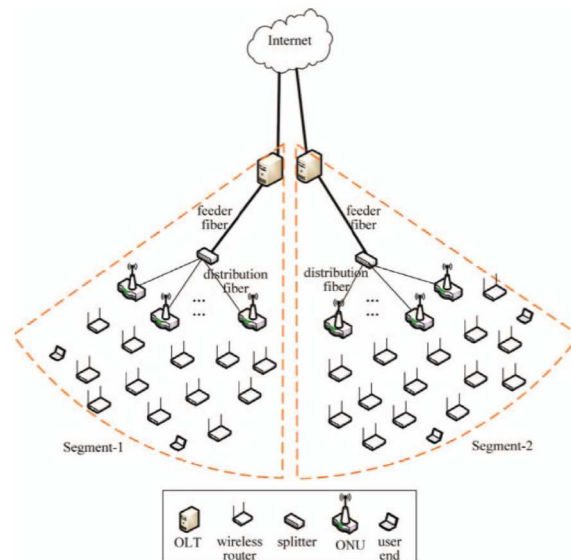 Internet
feeder
fiber
feeder
fiber
distribution
fiber
distribution
fiber
...
...
...
...
Segment-1
Segment-2
OLT
wireless
router
splitter
ONU
user
end